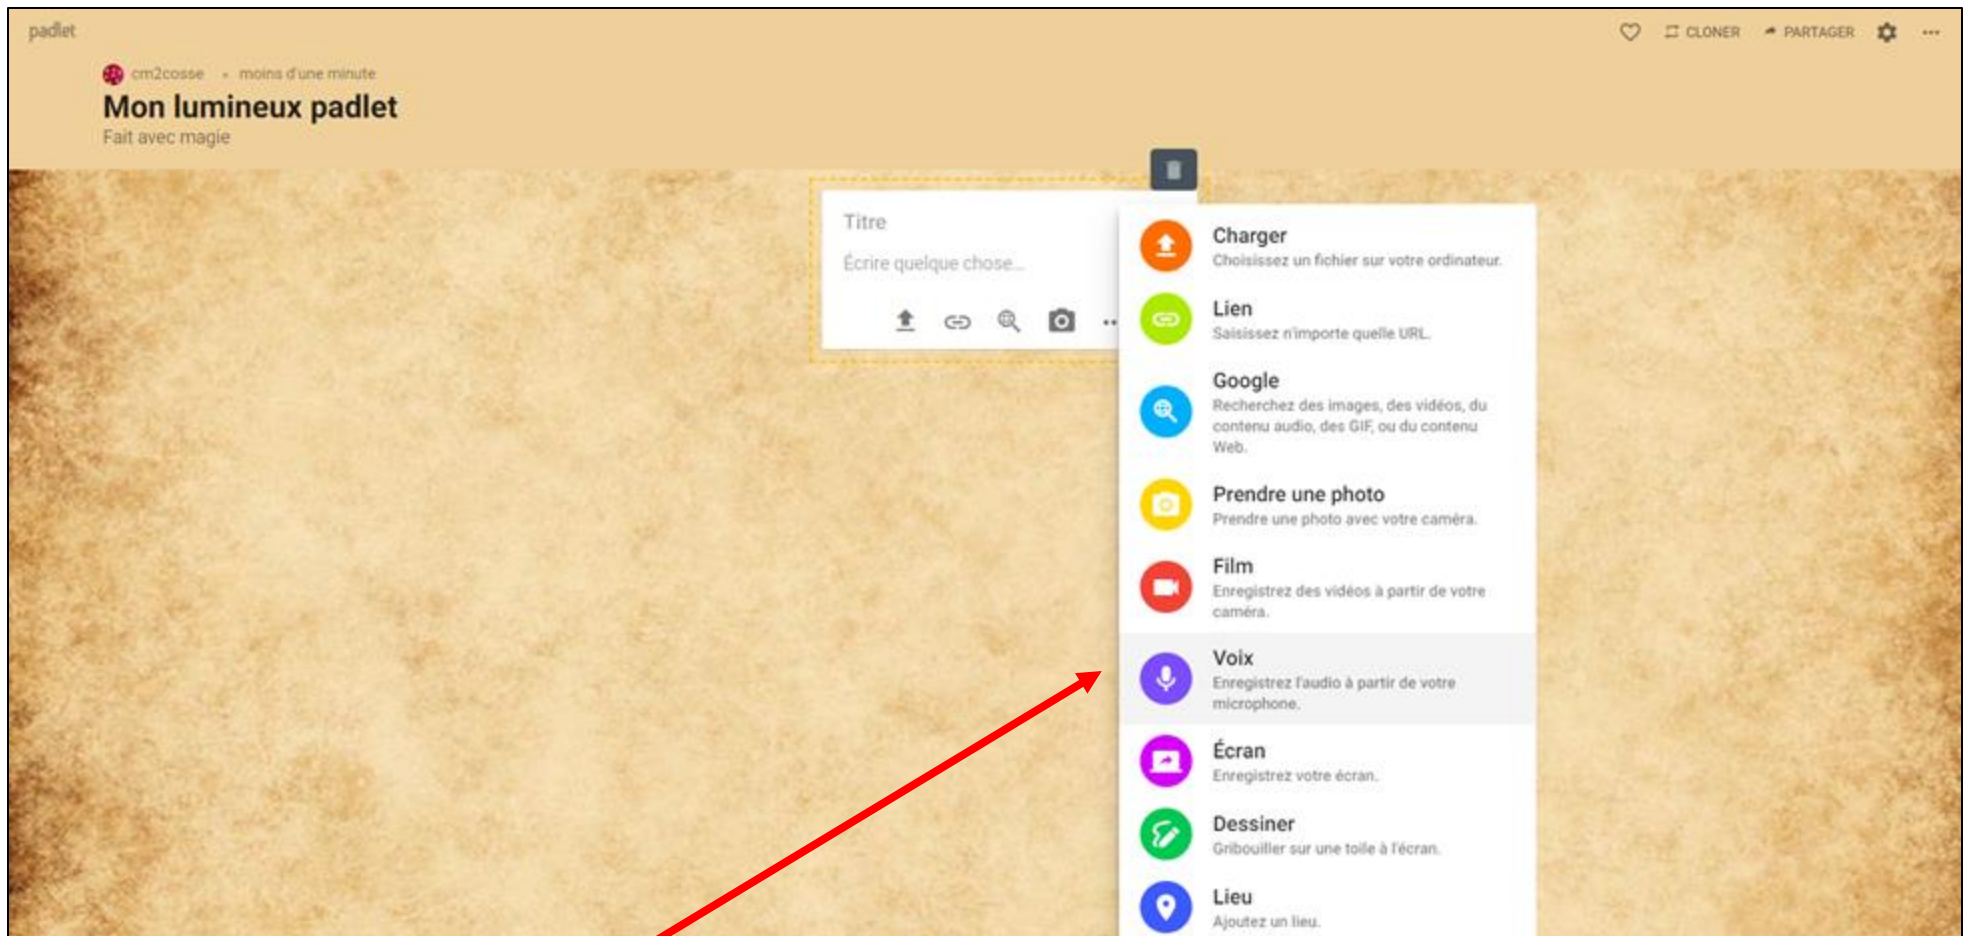 padlet
CLONER
PARTAGER
cm2cosse • moins d'une minute
Mon lumineux padlet
Fait avec magie
Titre
Écrire quelque chose...
Charger
Choisissez un fichier sur votre ordinateur.
Lien
Saisissez n'importe quelle URL.
Google
Recherchez des images, des vidéos, du
contenu audio, des GIF, ou du contenu
Web.
Prendre une photo
Prendre une photo avec votre caméra.
Film
Enregistrez des vidéos à partir de votre
caméra.
Voix
Enregistrez l'audio à partir de votre
microphone.
Écran
Enregistrez votre écran.
Dessiner
Gribouiller sur une toile à l'écran.
Lieu
Ajoutez un lieu.